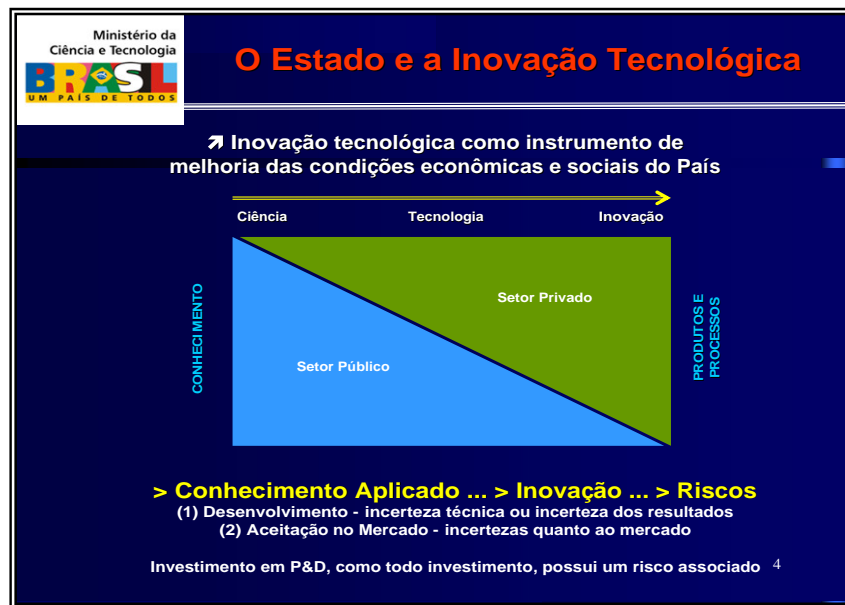 Ministério da
Ciência e Tecnologia
BRASIL
UM PAÍS DE TODOS
O Estado e a Inovação Tecnológica
↗ Inovação tecnológica como instrumento de
melhoria das condições econômicas e sociais do País
Ciência Tecnologia Inovação
CONHECIMENTO
Setor Privado
Setor Público
PRODUTOS E
PROCESSOS
> Conhecimento Aplicado ... > Inovação ... > Riscos
(1) Desenvolvimento - incerteza técnica ou incerteza dos resultados
(2) Aceitação no Mercado - incertezas quanto ao mercado
Investimento em P&D, como todo investimento, possui um risco associado 4